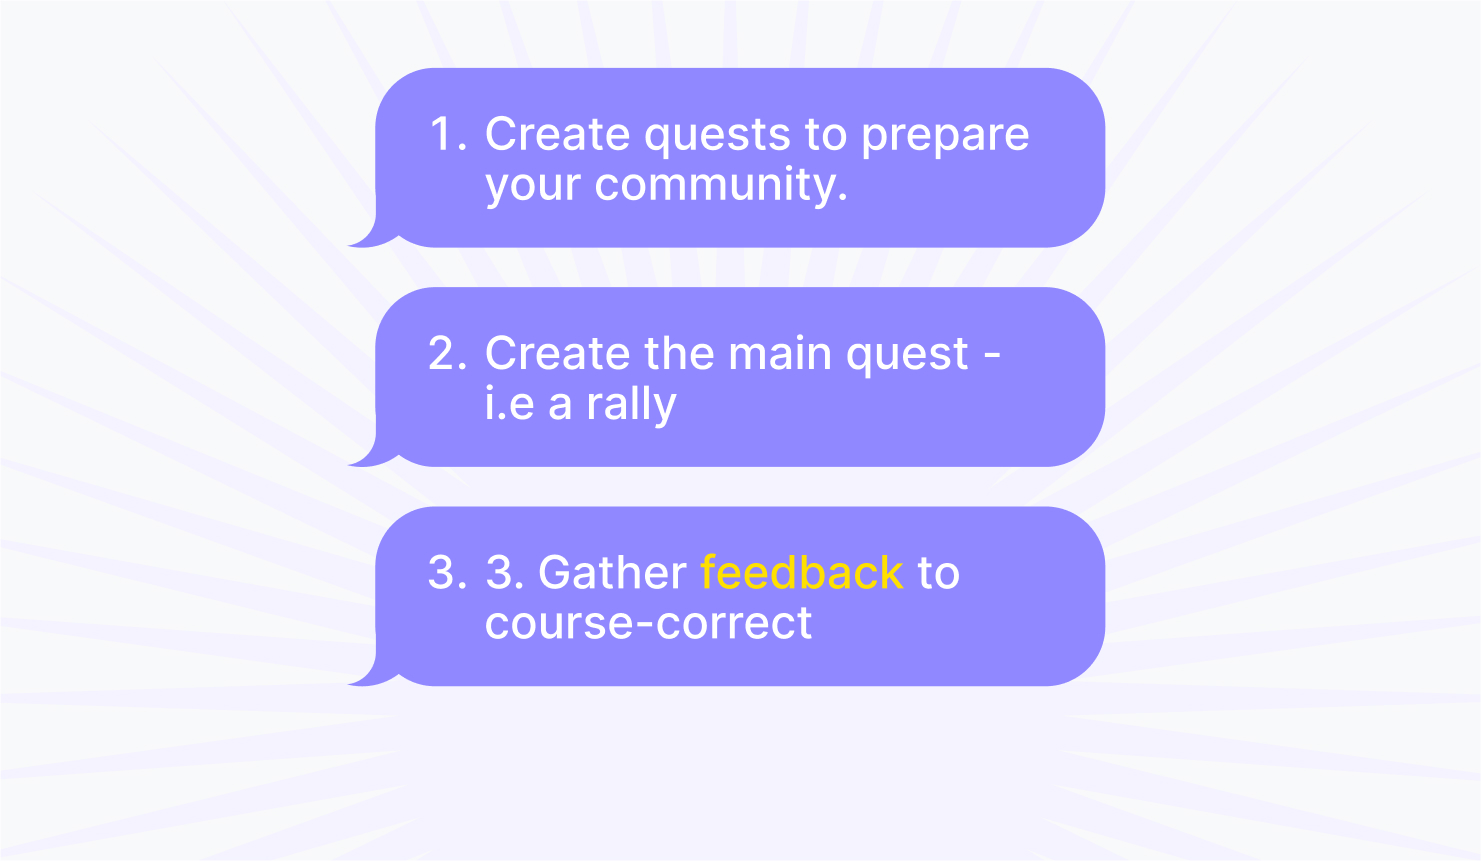 1. Create quests to prepare
your community.
2. Create the main quest -
i.e a rally
3. 3. Gather feedback to
course-correct